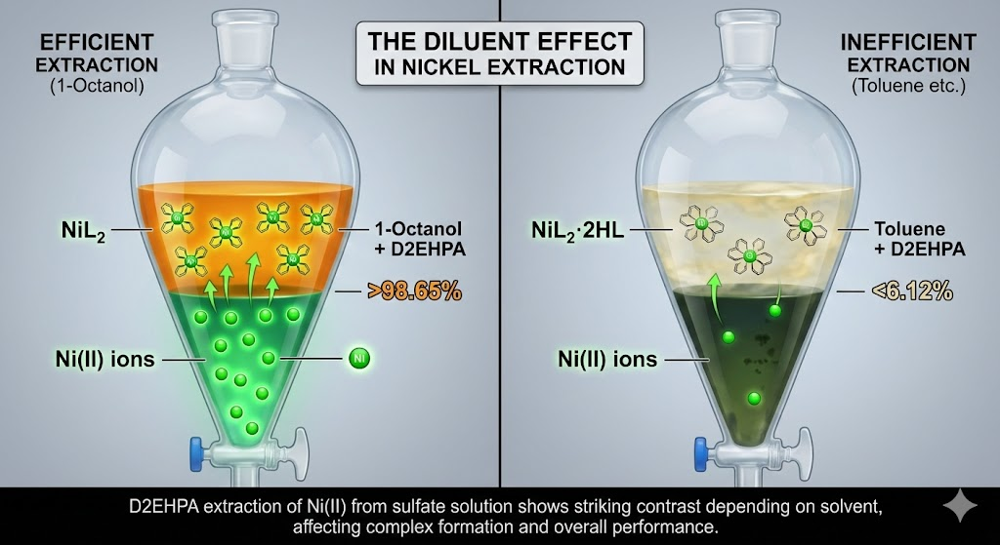 THE DILUENT EFFECT
IN NICKEL EXTRACTION
EFFICIENT
EXTRACTION
(1-Octanol)
NiL₂
1-Octanol
+ D2EHPA
>98.65%
Ni(II) ions
Ni
INEFFICIENT
EXTRACTION
(Toluene etc.)
NiL₂·2HL
Toluene
+ D2EHPA
<6.12%
Ni(II) ions
D2EHPA extraction of Ni(II) from sulfate solution shows striking contrast depending on solvent,
affecting complex formation and overall performance.